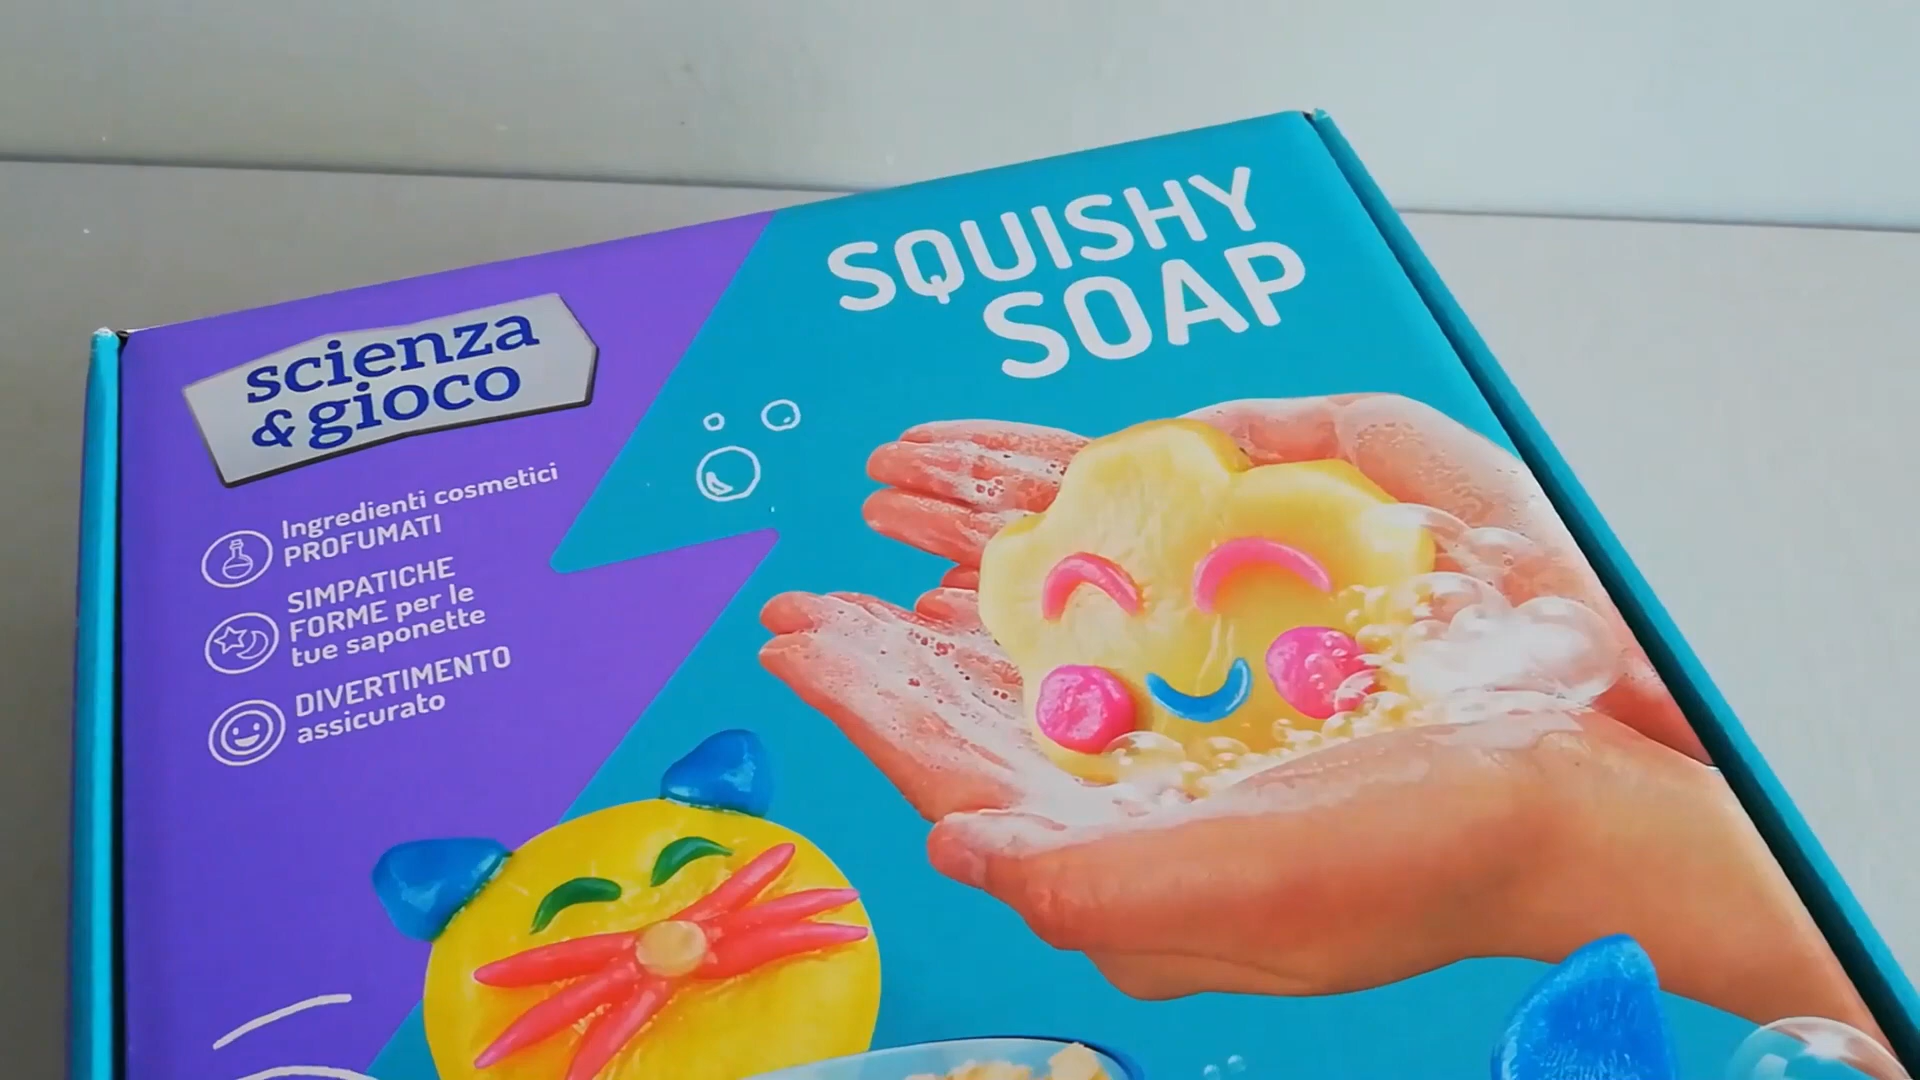 SQUISHY
SOAP
scienza
&gioco
Ingredienti cosmetici
PROFUMATI
SIMPATICHE
FORME per le
tue saponette
DIVERTIMENTO
assicurato